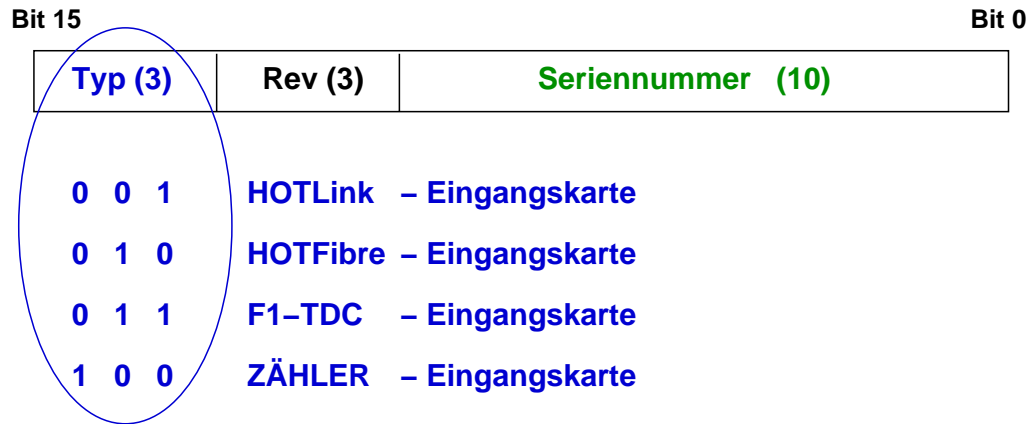 Bit 15 Bit 0
Typ (3) Rev (3) Seriennummer (10)
0 0 1 HOTLink – Eingangskarte
0 1 0 HOTFibre – Eingangskarte
0 1 1 F1–TDC – Eingangskarte
1 0 0 ZÄHLER – Eingangskarte